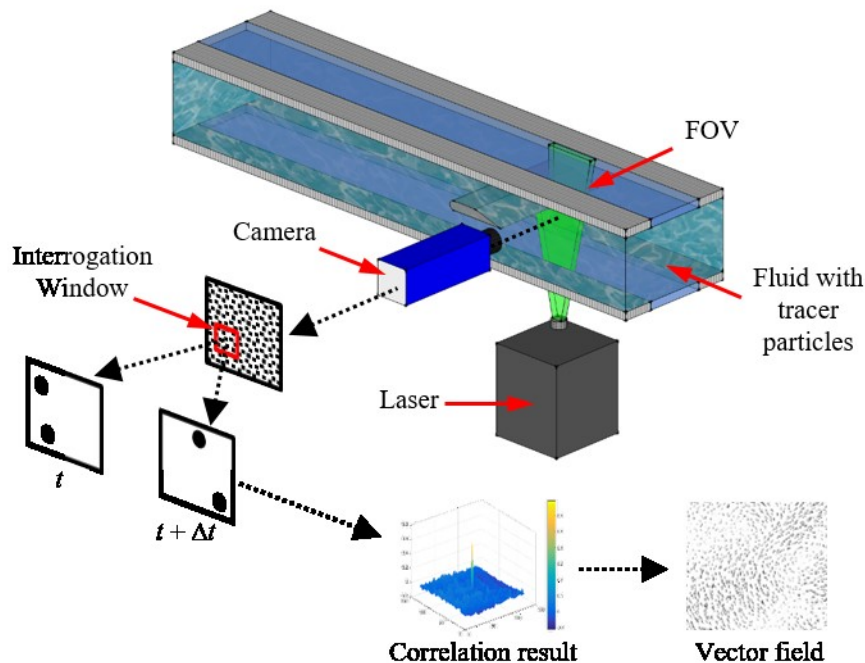 FOV
Camera
Interrogation
Window
Fluid with
tracer
particles
Laser
t
t + Δt
Correlation result
Vector field